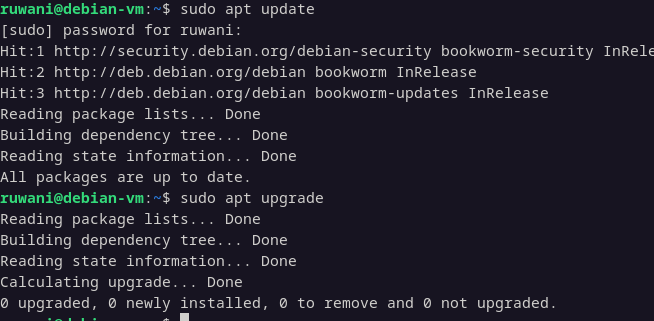 ruwani@debian-vm:~$ sudo apt update
[sudo] password for ruwani:
Hit:1 http://security.debian.org/debian-security bookworm-security InRele
Hit:2 http://deb.debian.org/debian bookworm InRelease
Hit:3 http://deb.debian.org/debian bookworm-updates InRelease
Reading package lists... Done
Building dependency tree... Done
Reading state information... Done
All packages are up to date.
ruwani@debian-vm:~$ sudo apt upgrade
Reading package lists... Done
Building dependency tree... Done
Reading state information... Done
Calculating upgrade... Done
0 upgraded, 0 newly installed, 0 to remove and 0 not upgraded.
ruwani@debian-vm:~$